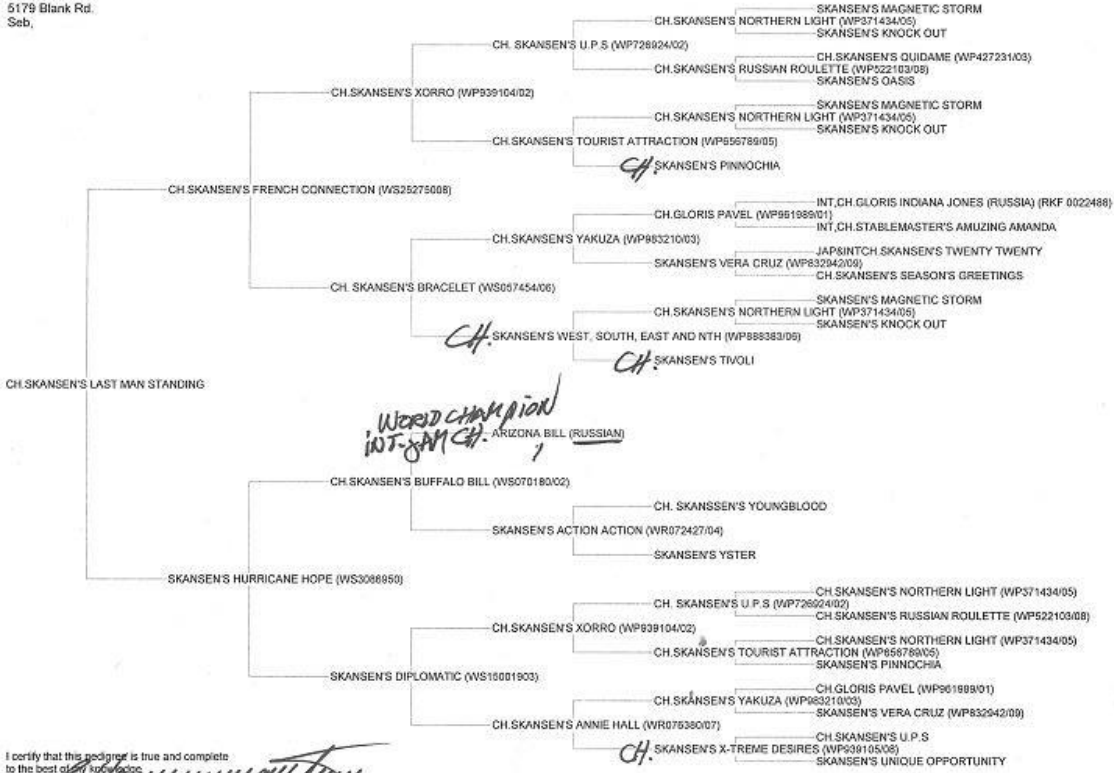 5179 Blank Rd.
Seb,
SKANSEN'S MAGNETIC STORM
CH.SKANSEN'S NORTHERN LIGHT (WP371434/05)
SKANSEN'S KNOCK OUT
CH. SKANSEN'S U.P.S (WP726924/02)
CH.SKANSEN'S QUIDAME (WP427231/03)
CH.SKANSEN'S RUSSIAN ROULETTE (WP522103/08)
SKANSEN'S OASIS
CH.SKANSEN'S XORRO (WP939104/02)
SKANSEN'S MAGNETIC STORM
CH.SKANSEN'S NORTHERN LIGHT (WP371434/05)
SKANSEN'S KNOCK OUT
CH.SKANSEN'S TOURIST ATTRACTION (WP656789/05)
CH. SKANSEN'S PINNOCHIA
CH.SKANSEN'S FRENCH CONNECTION (WS25275008)
INT,CH.GLORIS INDIANA JONES (RUSSIA) (RKF 0022488)
CH.GLORIS PAVEL (WP961989/01)
INT,CH.STABLEMASTER'S AMUZING AMANDA
CH.SKANSEN'S YAKUZA (WP983210/03)
JAP&INTCH.SKANSEN'S TWENTY TWENTY
SKANSEN'S VERA CRUZ (WP832942/09)
CH.SKANSEN'S SEASON'S GREETINGS
CH. SKANSEN'S BRACELET (WS057454/06)
SKANSEN'S MAGNETIC STORM
CH.SKANSEN'S NORTHERN LIGHT (WP371434/05)
SKANSEN'S KNOCK OUT
CH. SKANSEN'S WEST, SOUTH, EAST AND NTH (WP888383/06)
CH. SKANSEN'S TIVOLI
CH.SKANSEN'S LAST MAN STANDING
WORLD CHAMPION
INT-JAM CH. ARIZONA BILL (RUSSIAN)
CH.SKANSEN'S BUFFALO BILL (WS070180/02)
CH. SKANSSEN'S YOUNGBLOOD
SKANSEN'S ACTION ACTION (WR072427/04)
SKANSEN'S YSTER
SKANSEN'S HURRICANE HOPE (WS3086950)
CH.SKANSEN'S NORTHERN LIGHT (WP371434/05)
CH. SKANSEN'S U.P.S (WP726924/02)
CH.SKANSEN'S RUSSIAN ROULETTE (WP522103/08)
CH.SKANSEN'S XORRO (WP939104/02)
CH.SKANSEN'S NORTHERN LIGHT (WP371434/05)
CH.SKANSEN'S TOURIST ATTRACTION (WP656789/05)
SKANSEN'S PINNOCHIA
SKANSEN'S DIPLOMATIC (WS15001903)
CH.GLORIS PAVEL (WP961989/01)
CH.SKANSEN'S YAKUZA (WP983210/03)
SKANSEN'S VERA CRUZ (WP832942/09)
CH.SKANSEN'S ANNIE HALL (WR076380/07)
CH.SKANSEN'S U.P.S
CH. SKANSEN'S X-TREME DESIRES (WP939105/08)
SKANSEN'S UNIQUE OPPORTUNITY
I certify that this pedigree is true and complete
to the best of my knowledge